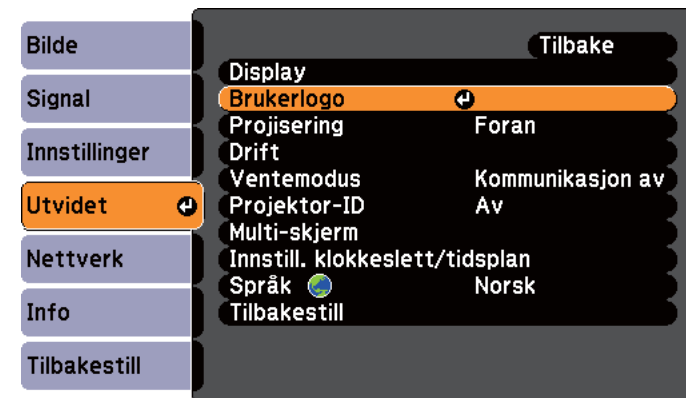 Bilde
Signal
Innstillinger
Utvidet
Nettverk
Info
Tilbakestill
Tilbake
Display
Brukerlogo
Projisering Foran
Drift
Ventemodus Kommunikasjon av
Projektor-ID Av
Multi-skjerm
Innstill. klokkeslett/tidsplan
Språk Norsk
Tilbakestill